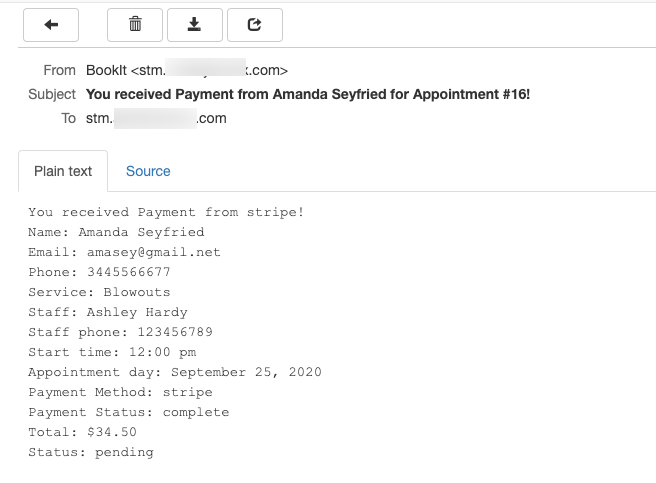 From BookIt <stm. .com>
Subject You received Payment from Amanda Seyfried for Appointment #16!
To stm. .com
Plain text Source
You received Payment from stripe!
Name: Amanda Seyfried
Email: amasey@gmail.net
Phone: 3445566677
Service: Blowouts
Staff: Ashley Hardy
Staff phone: 123456789
Start time: 12:00 pm
Appointment day: September 25, 2020
Payment Method: stripe
Payment Status: complete
Total: $34.50
Status: pending